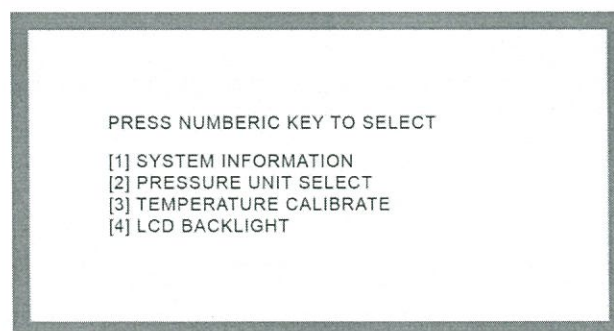 PRESS NUMBERIC KEY TO SELECT
[1] SYSTEM INFORMATION
[2] PRESSURE UNIT SELECT
[3] TEMPERATURE CALIBRATE
[4] LCD BACKLIGHT